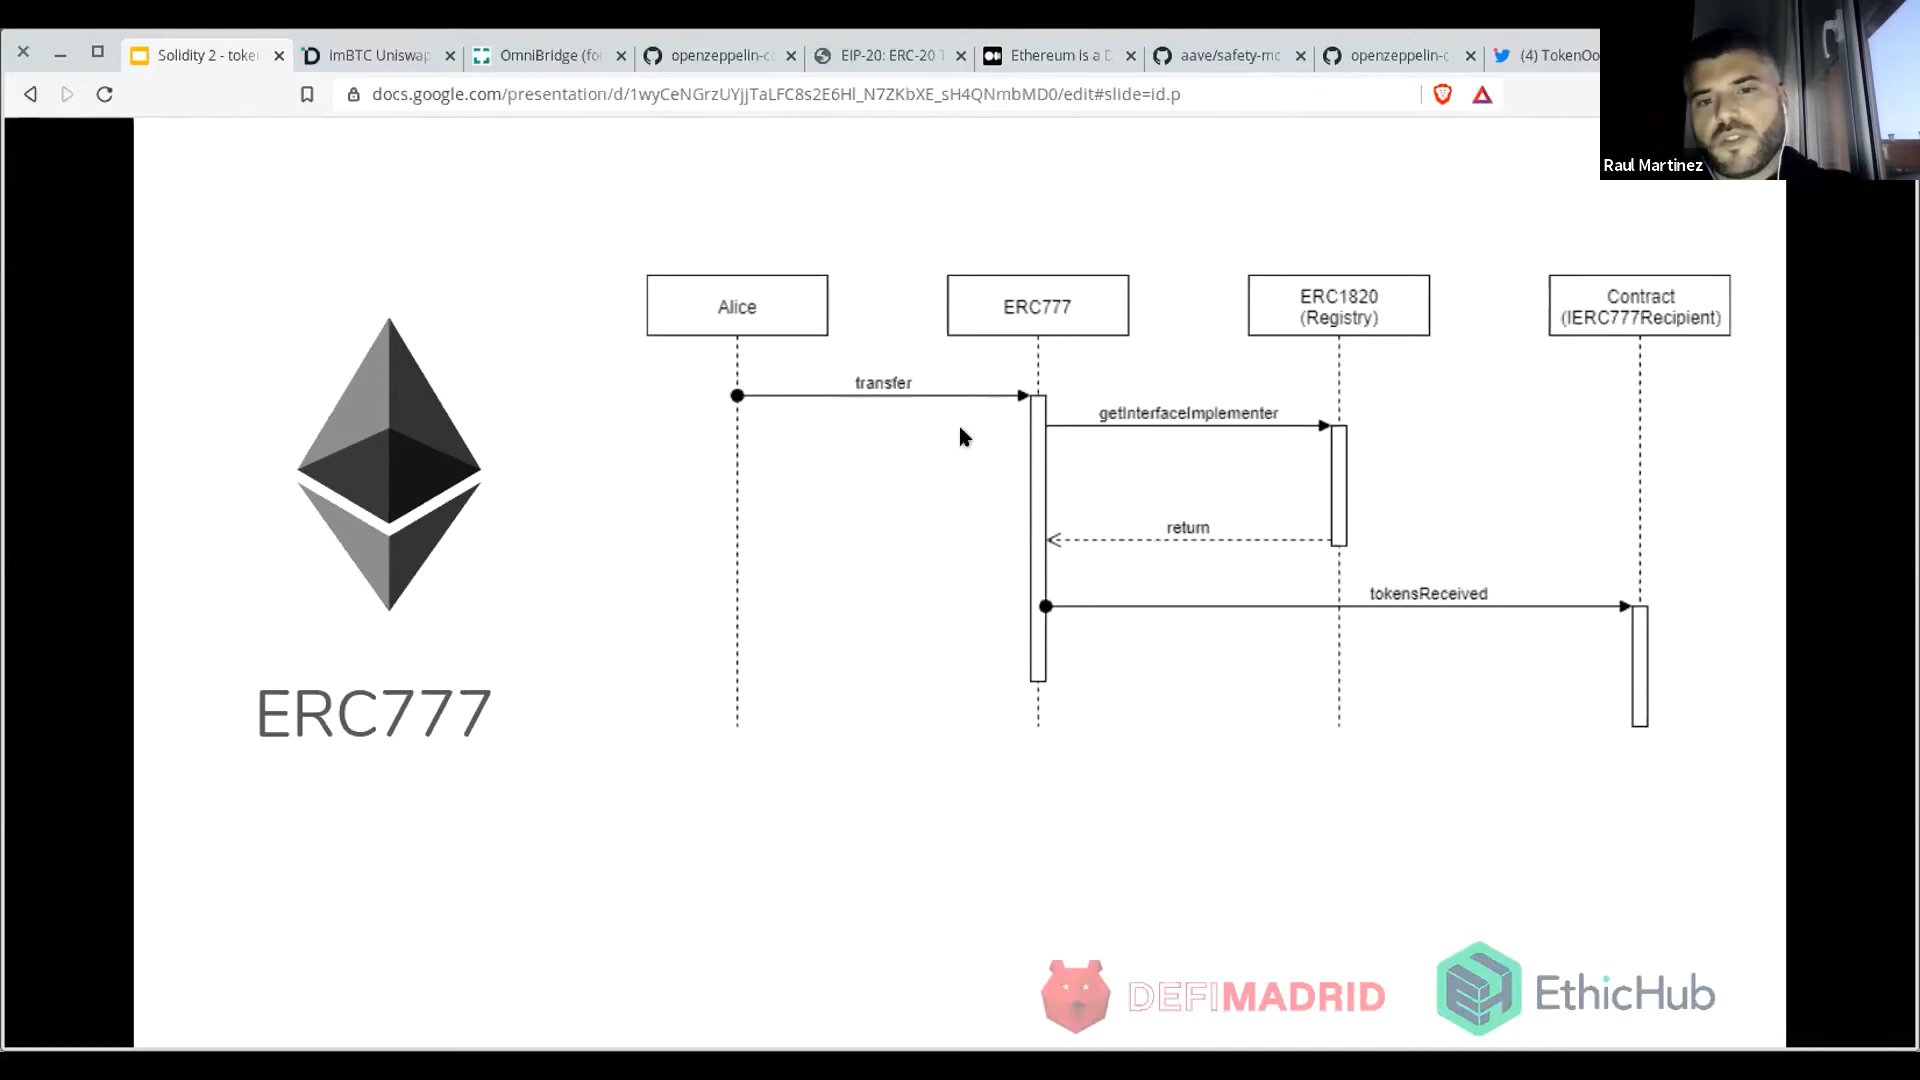 Solidity 2 - toke
imBTC Uniswap
OmniBridge (fo
openzeppelin-co
EIP-20: ERC-20 T
Ethereum is a D
aave/safety-mo
openzeppelin-c
(4) TokenOo
docs.google.com/presentation/d/1wyCeNGrzUYjjTaLFC8s2E6Hl_N7ZKbXE_sH4QNmbMD0/edit#slide=id.p
Raul Martinez
Alice
ERC777
ERC1820
(Registry)
Contract
(IERC777Recipient)
transfer
getInterfaceImplementer
return
tokensReceived
ERC777
DEFIMADRID
EthicHub